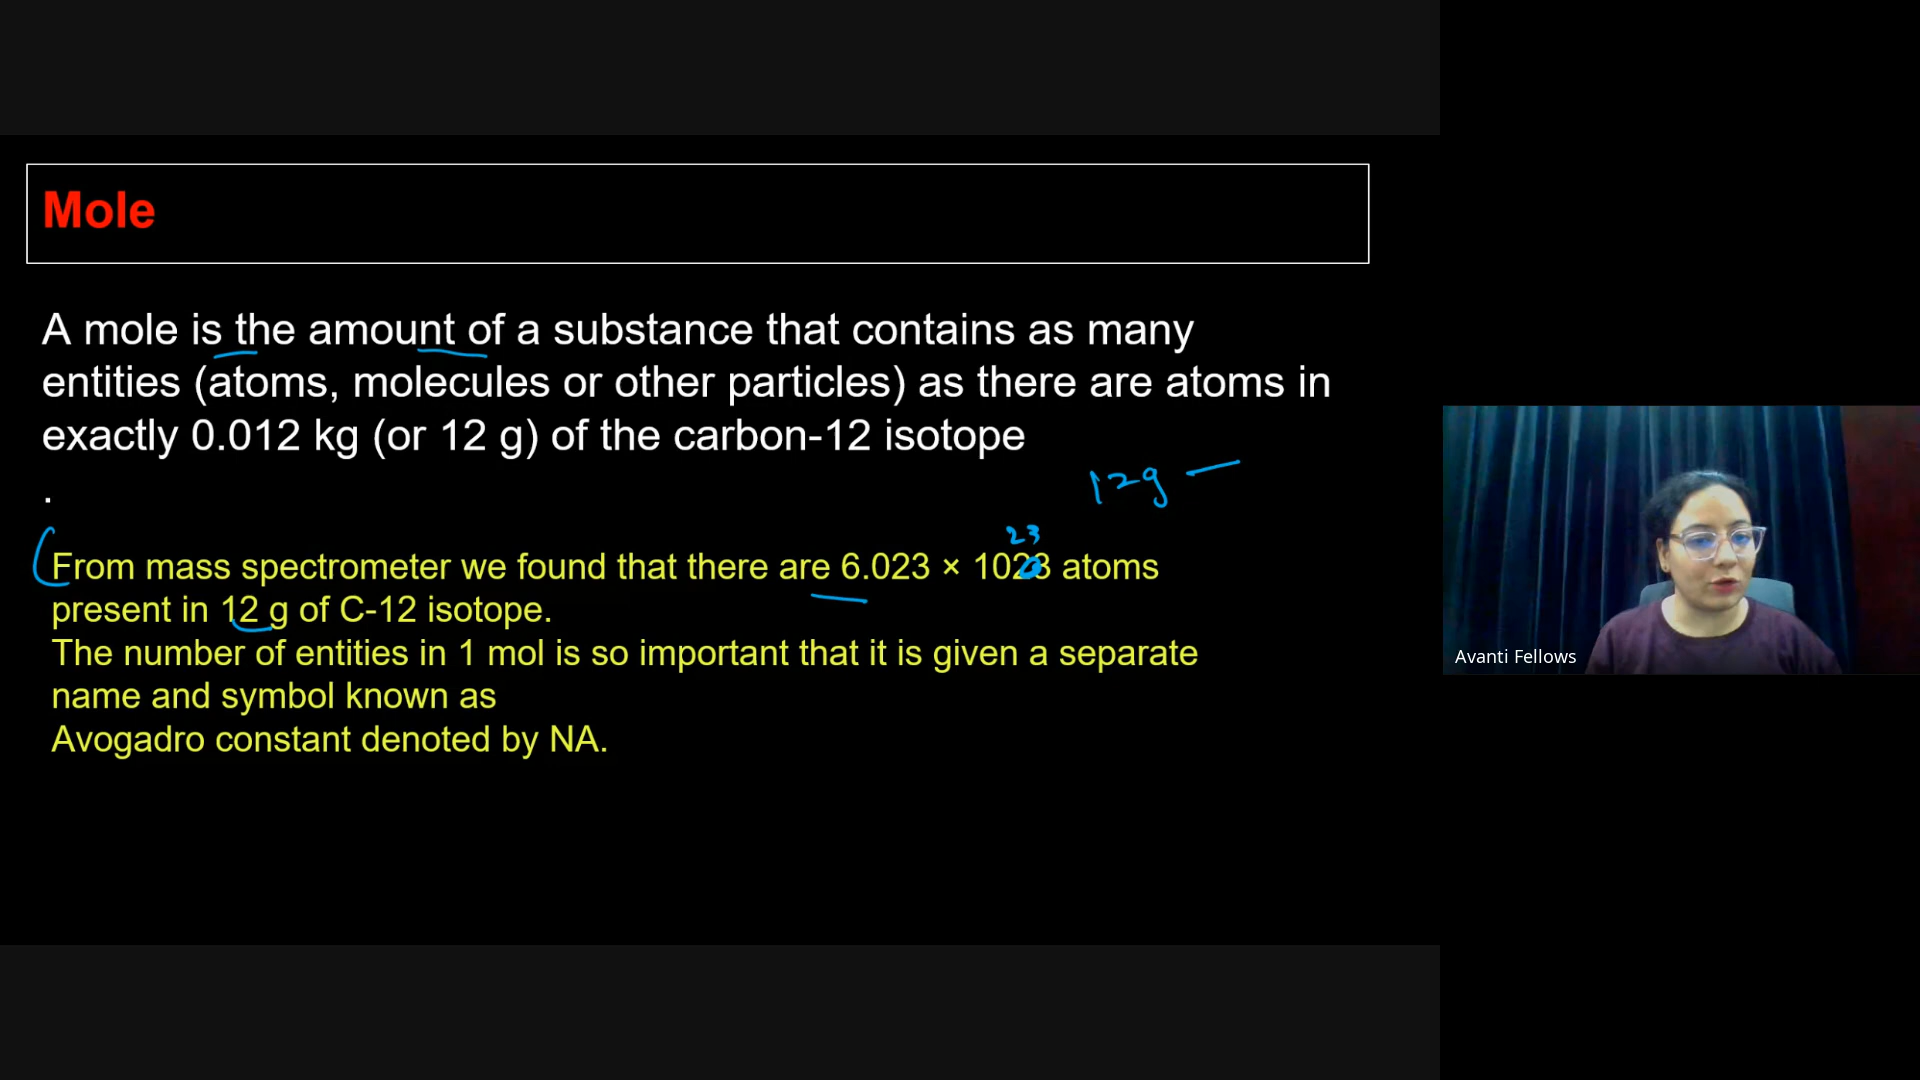 Mole
A mole is the amount of a substance that contains as many
entities (atoms, molecules or other particles) as there are atoms in
exactly 0.012 kg (or 12 g) of the carbon-12 isotope
.
12g —
23
From mass spectrometer we found that there are 6.023 × 1023 atoms
present in 12 g of C-12 isotope.
The number of entities in 1 mol is so important that it is given a separate
name and symbol known as
Avogadro constant denoted by NA.
Avanti Fellows